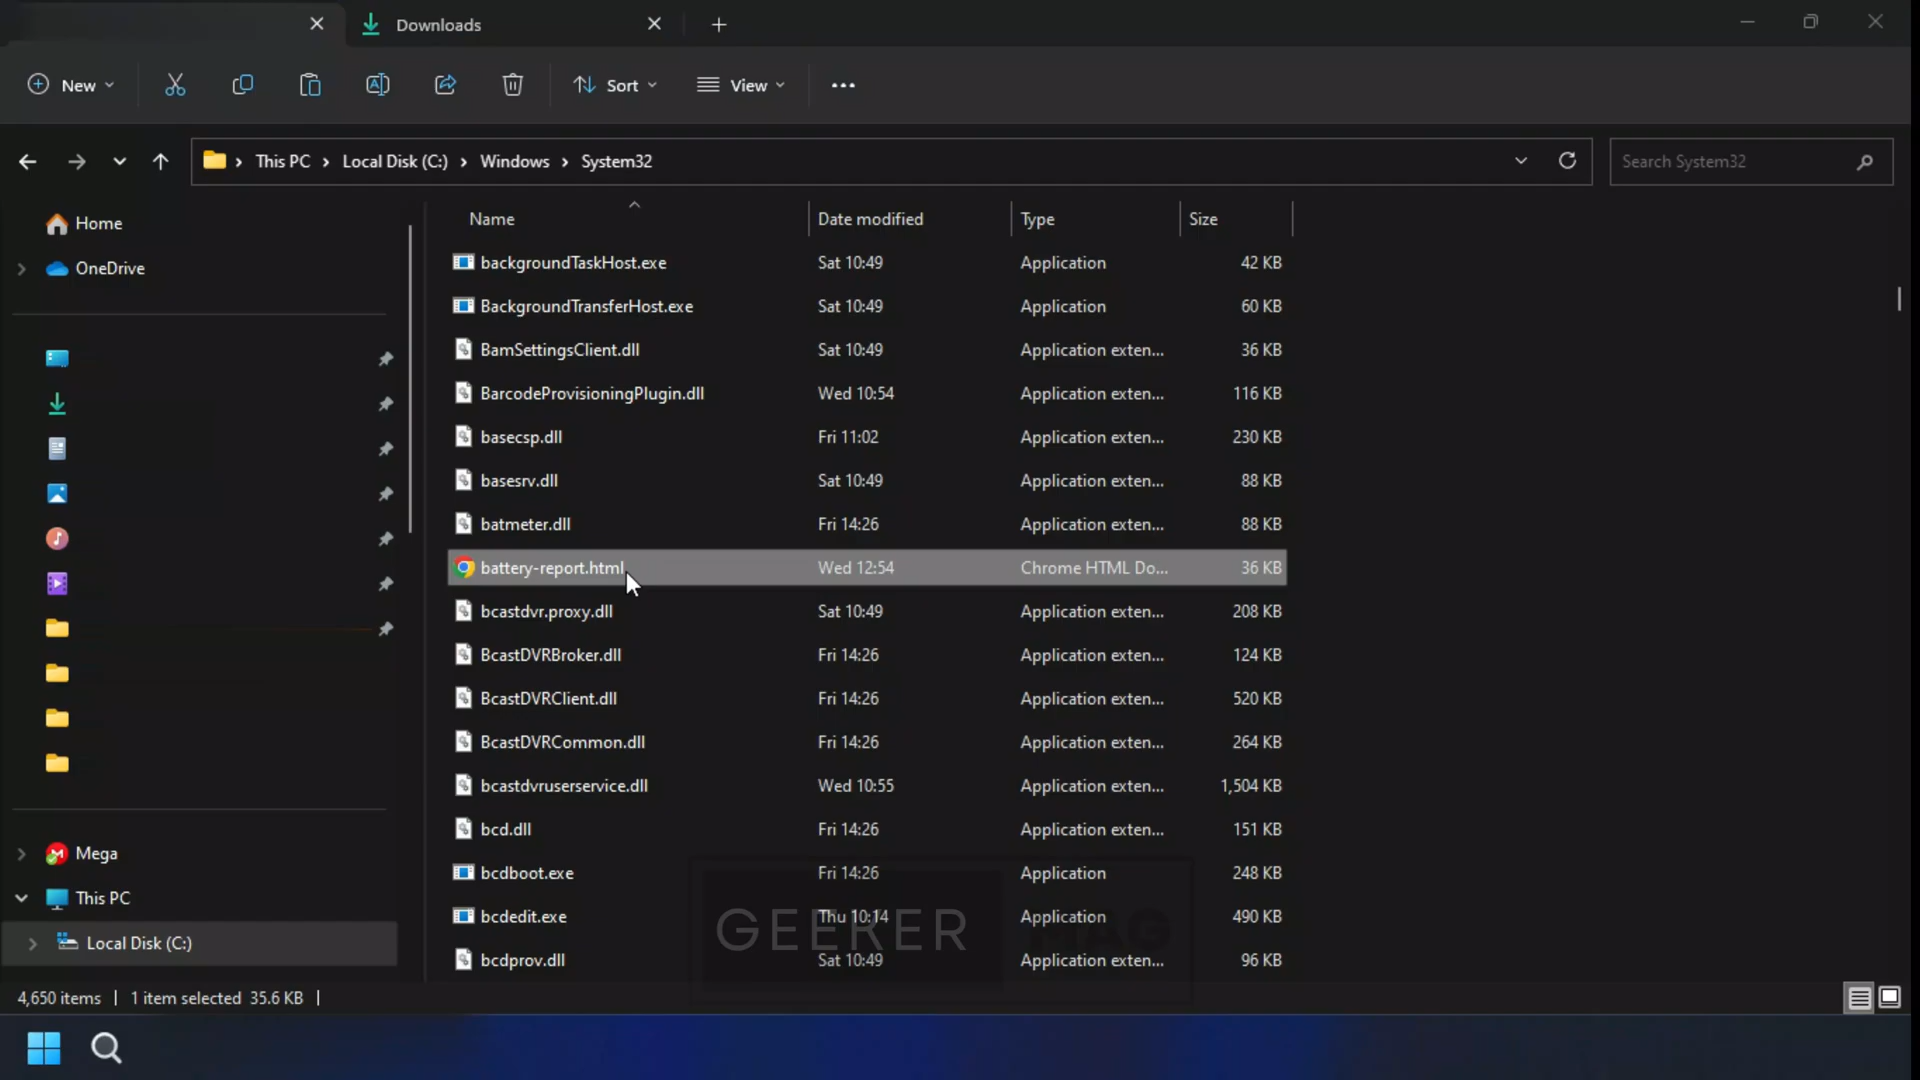 Downloads
New
Sort
View
This PC
Local Disk (C:)
Windows
System32
Search System32
Home
OneDrive
Mega
This PC
Local Disk (C:)
Name Date modified Type Size
backgroundTaskHost.exe Sat 10:49 Application 42 KB
BackgroundTransferHost.exe Sat 10:49 Application 60 KB
BamSettingsClient.dll Sat 10:49 Application exten... 36 KB
BarcodeProvisioningPlugin.dll Wed 10:54 Application exten... 116 KB
basecsp.dll Fri 11:02 Application exten... 230 KB
basesrv.dll Sat 10:49 Application exten... 88 KB
batmeter.dll Fri 14:26 Application exten... 88 KB
battery-report.html Wed 12:54 Chrome HTML Do... 36 KB
bcastdvr.proxy.dll Sat 10:49 Application exten... 208 KB
BcastDVRBroker.dll Fri 14:26 Application exten... 124 KB
BcastDVRClient.dll Fri 14:26 Application exten... 520 KB
BcastDVRCommon.dll Fri 14:26 Application exten... 264 KB
bcastdvruserservice.dll Wed 10:55 Application exten... 1,504 KB
bcd.dll Fri 14:26 Application exten... 151 KB
bcdboot.exe Fri 14:26 Application 248 KB
bcdedit.exe Thu 10:14 Application 490 KB
bcdprov.dll Sat 10:49 Application exten... 96 KB
GEEKER MAG
4,650 items | 1 item selected 35.6 KB |